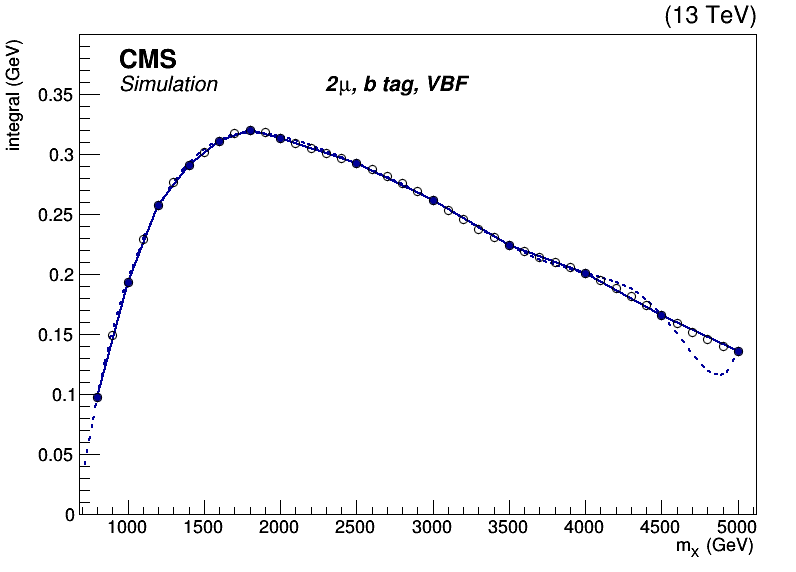 (13 TeV)
integral (GeV)
CMS
Simulation
2μ, b tag, VBF
0.35
0.3
0.25
0.2
0.15
0.1
0.05
0
1000 1500 2000 2500 3000 3500 4000 4500 5000
m_X (GeV)